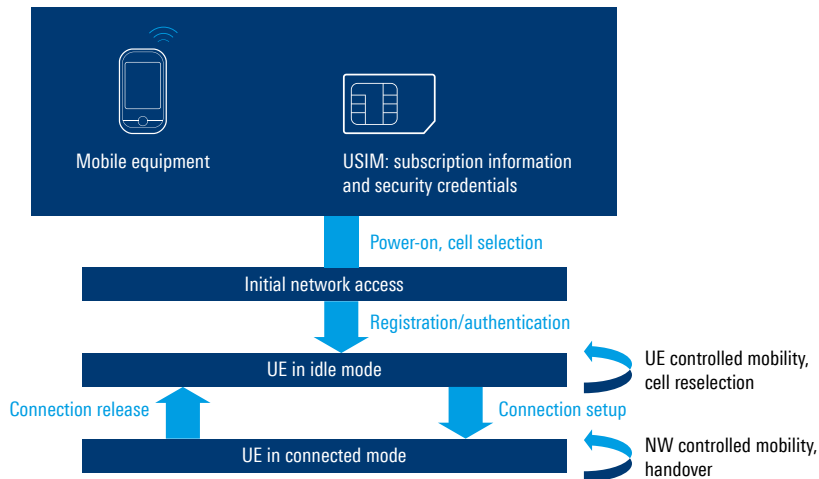 Mobile equipment
USIM: subscription information
and security credentials
Power-on, cell selection
Initial network access
Registration/authentication
UE in idle mode
UE controlled mobility,
cell reselection
Connection release
Connection setup
UE in connected mode
NW controlled mobility,
handover